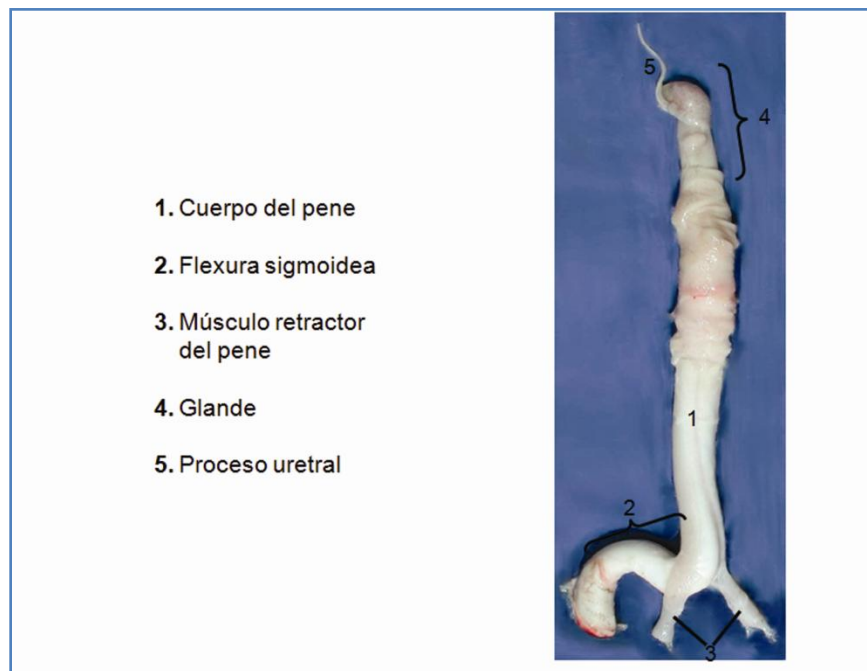 1. Cuerpo del pene
2. Flexura sigmoidea
3. Músculo retractor
del pene
4. Glande
5. Proceso uretral
5
4
1
2
3